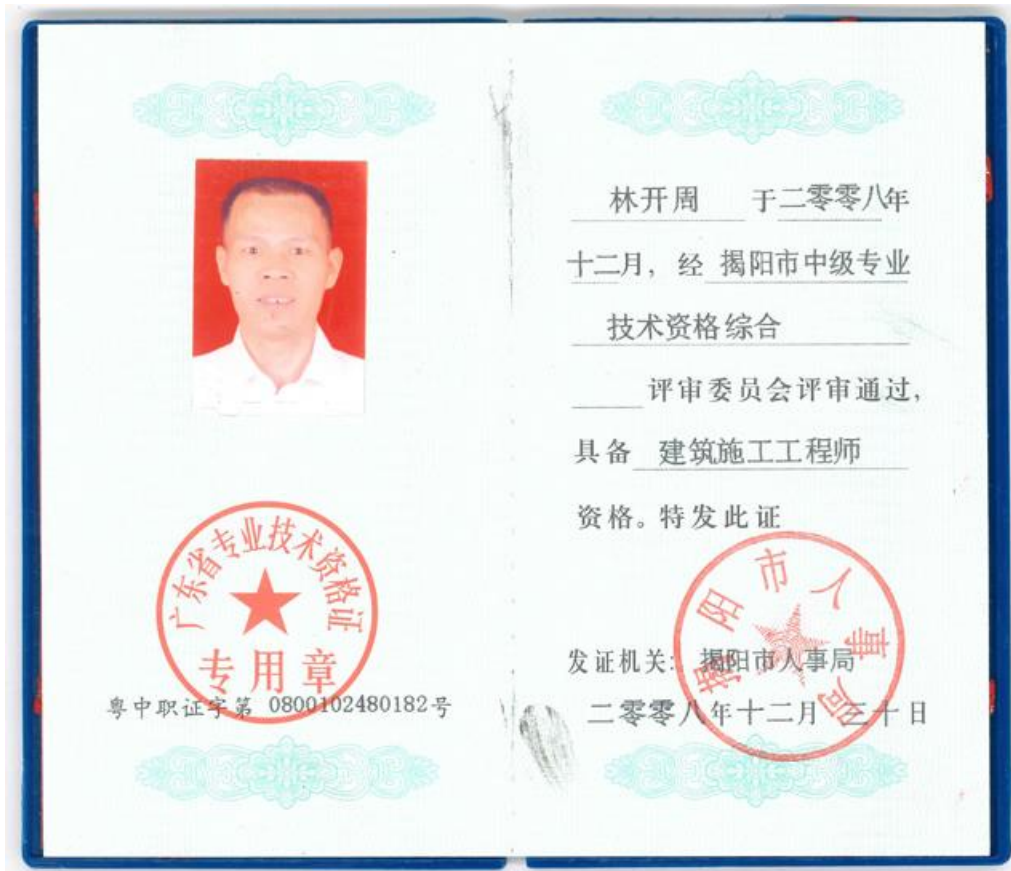 广东省专业技术资格证
专用章
粤中职证字第 0800102480182号
林开周 于二零零八年
十二月，经 揭阳市中级专业
技术资格综合
评审委员会评审通过，
具备 建筑施工工程师
资格。特发此证
揭阳市人事局
发证机关：揭阳市人事局
二零零八年十二月 三十日